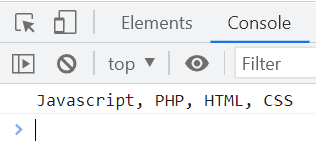 Elements Console
top Filter
Javascript, PHP, HTML, CSS